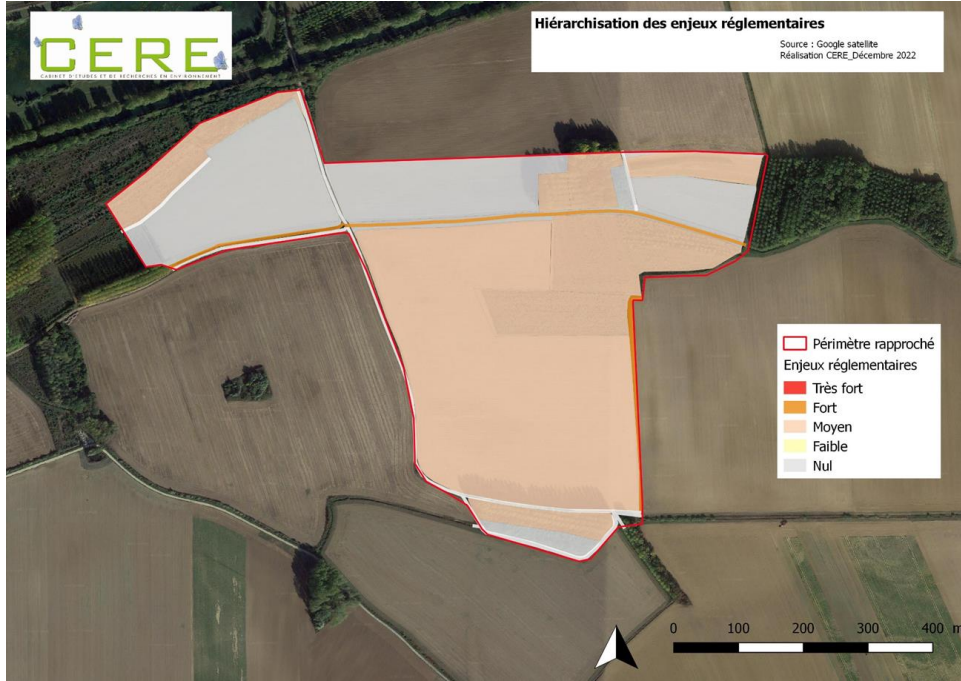 CERE
CABINET D'ETUDES ET DE RECHERCHES EN ENVIRONNEMENT
Hiérarchisation des enjeux réglementaires
Source : Google satellite
Réalisation CERE_Décembre 2022
Périmètre rapproché
Enjeux réglementaires
Très fort
Fort
Moyen
Faible
Nul
0 100 200 300 400 m